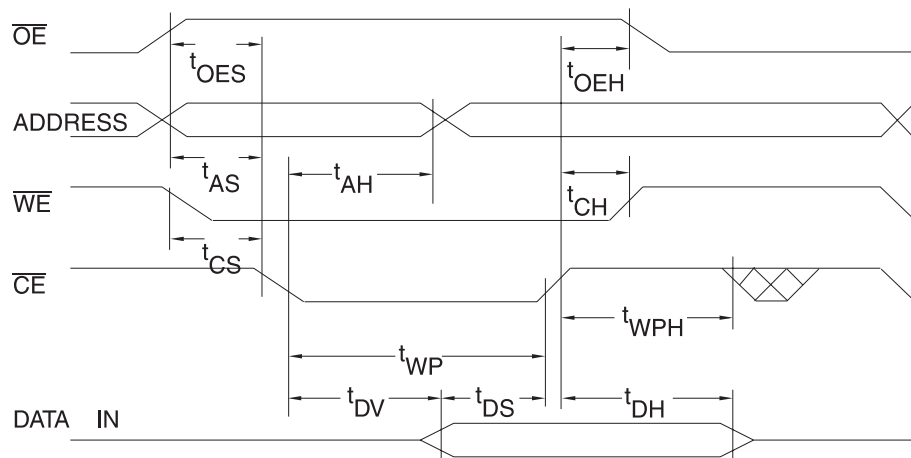 OE
tOES
tOEH
ADDRESS
tAS
tAH
tCH
WE
tCS
CE
tWPH
tWP
tDV
tDS
tDH
DATA IN